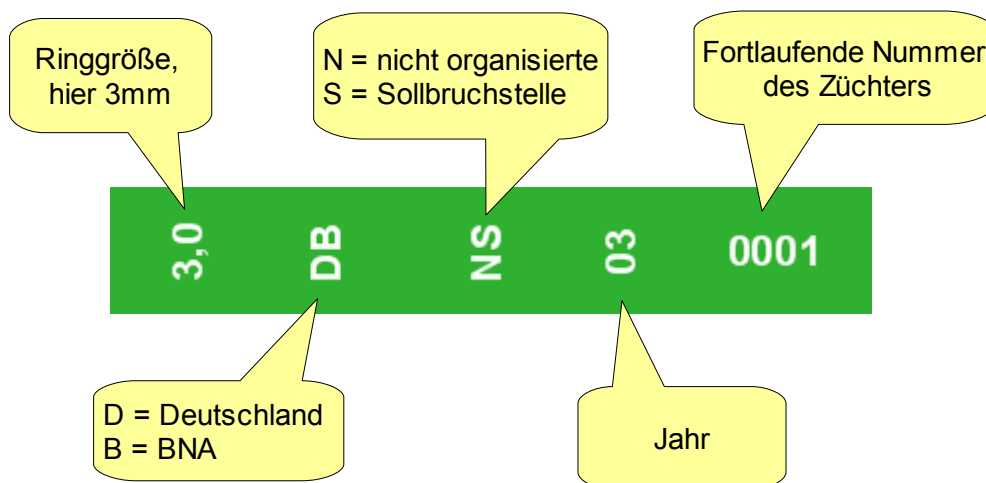 Ringgröße,
hier 3mm
N = nicht organisierte
S = Sollbruchstelle
Fortlaufende Nummer
des Züchters
3,0 DB NS 03 0001
D = Deutschland
B = BNA
Jahr